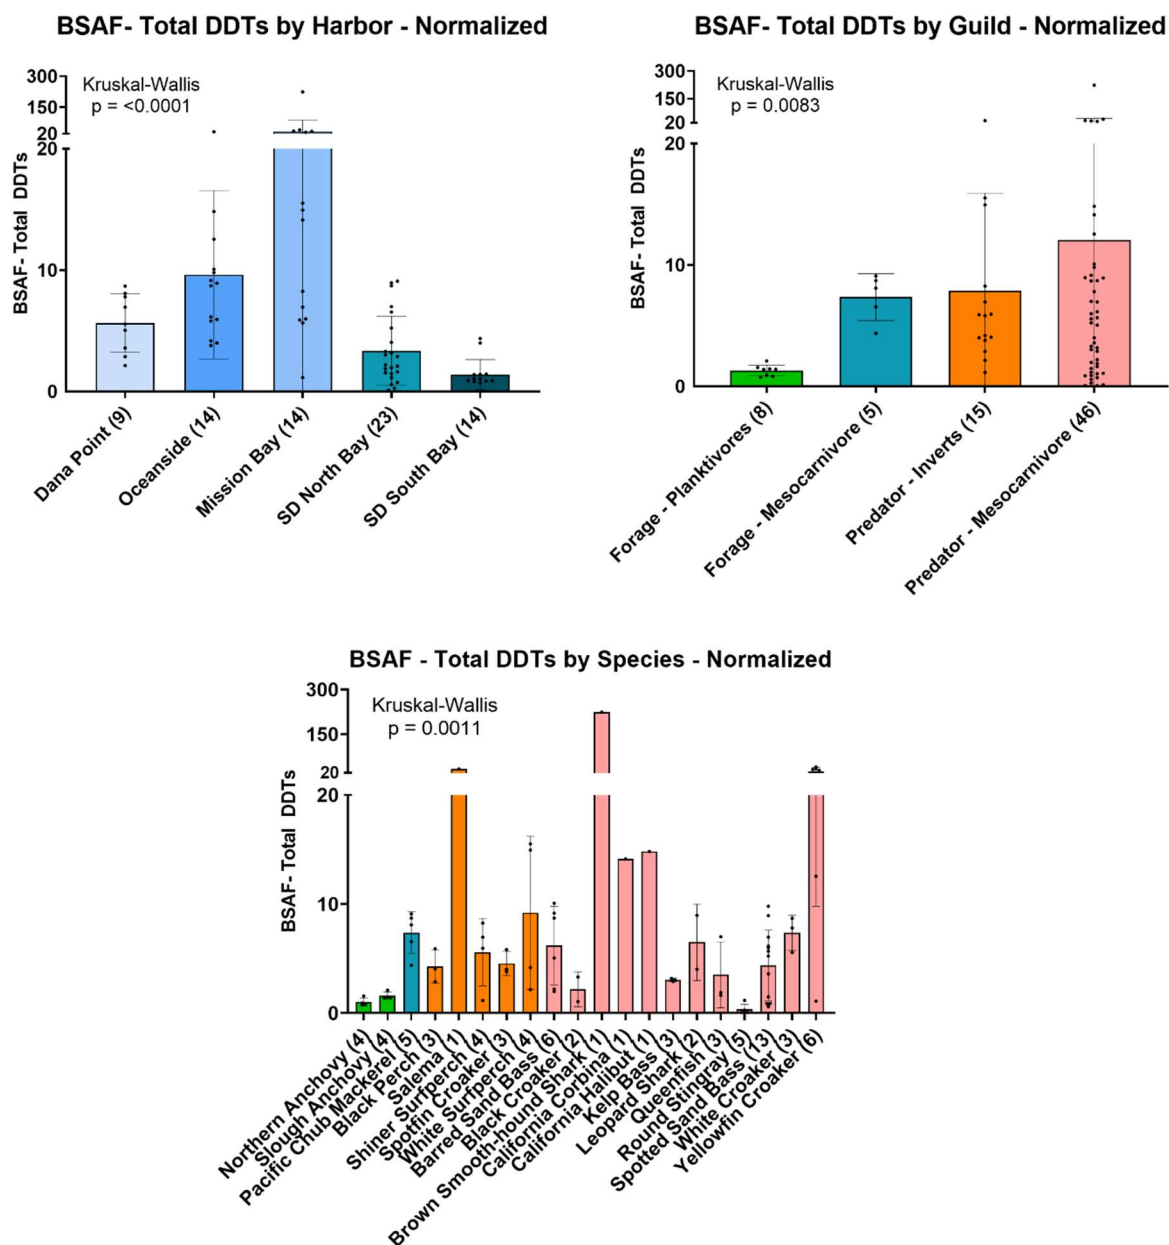 BSAF- Total DDTs by Harbor - Normalized
Kruskal-Wallis
p = <0.0001
BSAF- Total DDTs
300
150
20
20
10
0
Dana Point (9)
Oceanside (14)
Mission Bay (14)
SD North Bay (23)
SD South Bay (14)
BSAF- Total DDTs by Guild - Normalized
Kruskal-Wallis
p = 0.0083
BSAF- Total DDTs
300
150
20
20
10
0
Forage - Planktivores (8)
Forage - Mesocarnivore (5)
Predator - Inverts (15)
Predator - Mesocarnivore (46)
BSAF - Total DDTs by Species - Normalized
Kruskal-Wallis
p = 0.0011
BSAF- Total DDTs
300
150
20
20
10
0
Northern Anchovy (4)
Slough Anchovy (4)
Pacific Chub Mackerel (5)
Black Perch (3)
Salema (1)
Shiner Surfperch (4)
Spotfin Croaker (3)
White Surfperch (4)
Barred Sand Bass (6)
Black Croaker (2)
Brown Smooth-hound Shark (1)
California Corbina (1)
California Halibut (1)
Kelp Bass (3)
Leopard Shark (2)
Queenfish (3)
Round Stingray (5)
Spotted Sand Bass (13)
White Croaker (3)
Yellowfin Croaker (6)